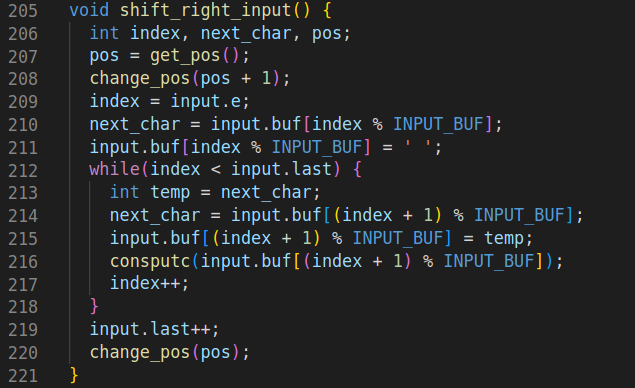 205 void shift_right_input() {
206 int index, next_char, pos;
207 pos = get_pos();
208 change_pos(pos + 1);
209 index = input.e;
210 next_char = input.buf[index % INPUT_BUF];
211 input.buf[index % INPUT_BUF] = ' ';
212 while(index < input.last) {
213 int temp = next_char;
214 next_char = input.buf[(index + 1) % INPUT_BUF];
215 input.buf[(index + 1) % INPUT_BUF] = temp;
216 consputc(input.buf[(index + 1) % INPUT_BUF]);
217 index++;
218 }
219 input.last++;
220 change_pos(pos);
221 }